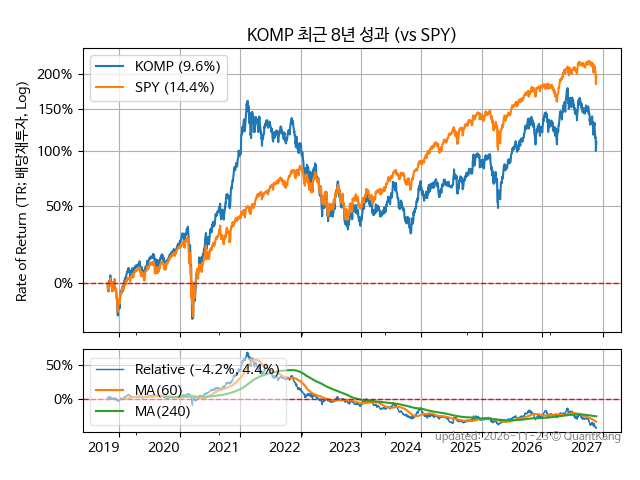 KOMP 최근 8년 성과 (vs SPY)
Rate of Return (TR: 배당재투자, Log)
KOMP (9.6%)
SPY (14.4%)
200%
150%
100%
50%
0%
Relative (−4.2%, 4.4%)
MA(60)
MA(240)
50%
0%
updated: 2026-11-23 © QuantKang
2019 2020 2021 2022 2023 2024 2025 2026 2027